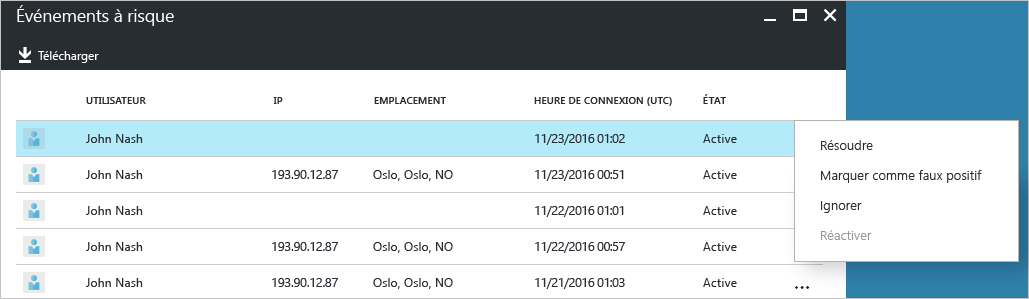 Événements à risque
Télécharger
UTILISATEUR IP EMPLACEMENT HEURE DE CONNEXION (UTC) ÉTAT
John Nash 11/23/2016 01:02 Active
John Nash 193.90.12.87 Oslo, Oslo, NO 11/23/2016 00:51 Active
John Nash 11/22/2016 01:01 Active
John Nash 193.90.12.87 Oslo, Oslo, NO 11/22/2016 00:57 Active
John Nash 193.90.12.87 Oslo, Oslo, NO 11/21/2016 01:03 Active ...
Résoudre
Marquer comme faux positif
Ignorer
Réactiver